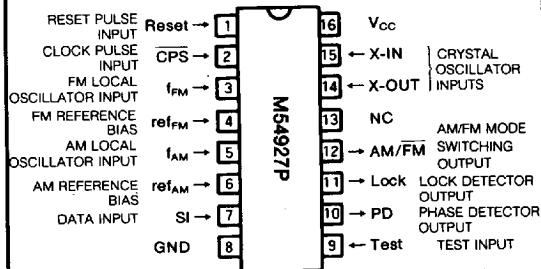 RESET PULSE
INPUT
Reset
1
CLOCK PULSE
INPUT
CPS
2
FM LOCAL
OSCILLATOR INPUT
fFM
3
FM REFERENCE
BIAS
refFM
4
AM LOCAL
OSCILLATOR INPUT
fAM
5
AM REFERENCE
BIAS
refAM
6
DATA INPUT
SI
7
GND
8
M54927P
16
VCC
15
X-IN
14
X-OUT
CRYSTAL
OSCILLATOR
INPUTS
13
NC
12
AM/FM
AM/FM MODE
SWITCHING
OUTPUT
11
Lock
LOCK DETECTOR
OUTPUT
10
PD
PHASE DETECTOR
OUTPUT
9
Test
TEST INPUT